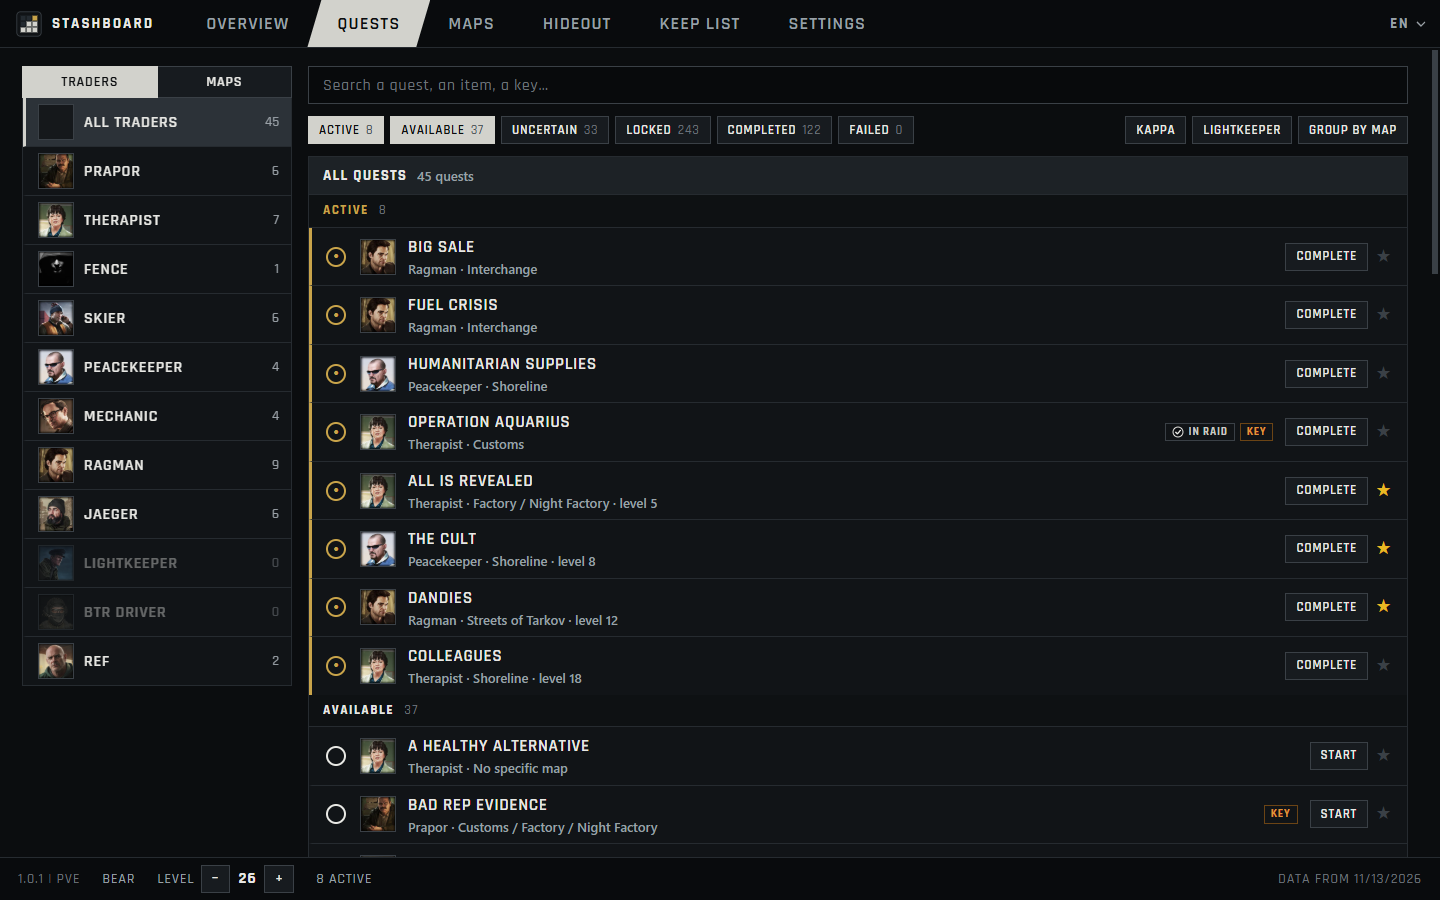 STASHBOARD
OVERVIEW
QUESTS
MAPS
HIDEOUT
KEEP LIST
SETTINGS
EN
TRADERS
MAPS
ALL TRADERS 45
PRAPOR 6
THERAPIST 7
FENCE 1
SKIER 6
PEACEKEEPER 4
MECHANIC 4
RAGMAN 9
JAEGER 6
LIGHTKEEPER 0
BTR DRIVER 0
REF 2
Search a quest, an item, a key...
ACTIVE 8
AVAILABLE 37
UNCERTAIN 33
LOCKED 243
COMPLETED 122
FAILED 0
KAPPA
LIGHTKEEPER
GROUP BY MAP
ALL QUESTS 45 quests
ACTIVE 8
BIG SALE
Ragman · Interchange
COMPLETE
FUEL CRISIS
Ragman · Interchange
COMPLETE
HUMANITARIAN SUPPLIES
Peacekeeper · Shoreline
COMPLETE
OPERATION AQUARIUS
Therapist · Customs
IN RAID
KEY
COMPLETE
ALL IS REVEALED
Therapist · Factory / Night Factory · level 5
COMPLETE
THE CULT
Peacekeeper · Shoreline · level 8
COMPLETE
DANDIES
Ragman · Streets of Tarkov · level 12
COMPLETE
COLLEAGUES
Therapist · Shoreline · level 18
COMPLETE
AVAILABLE 37
A HEALTHY ALTERNATIVE
Therapist · No specific map
START
BAD REP EVIDENCE
Prapor · Customs / Factory / Night Factory
KEY
START
1.0.1 | PVE
BEAR
LEVEL − 26 +
8 ACTIVE
DATA FROM 11/13/2026